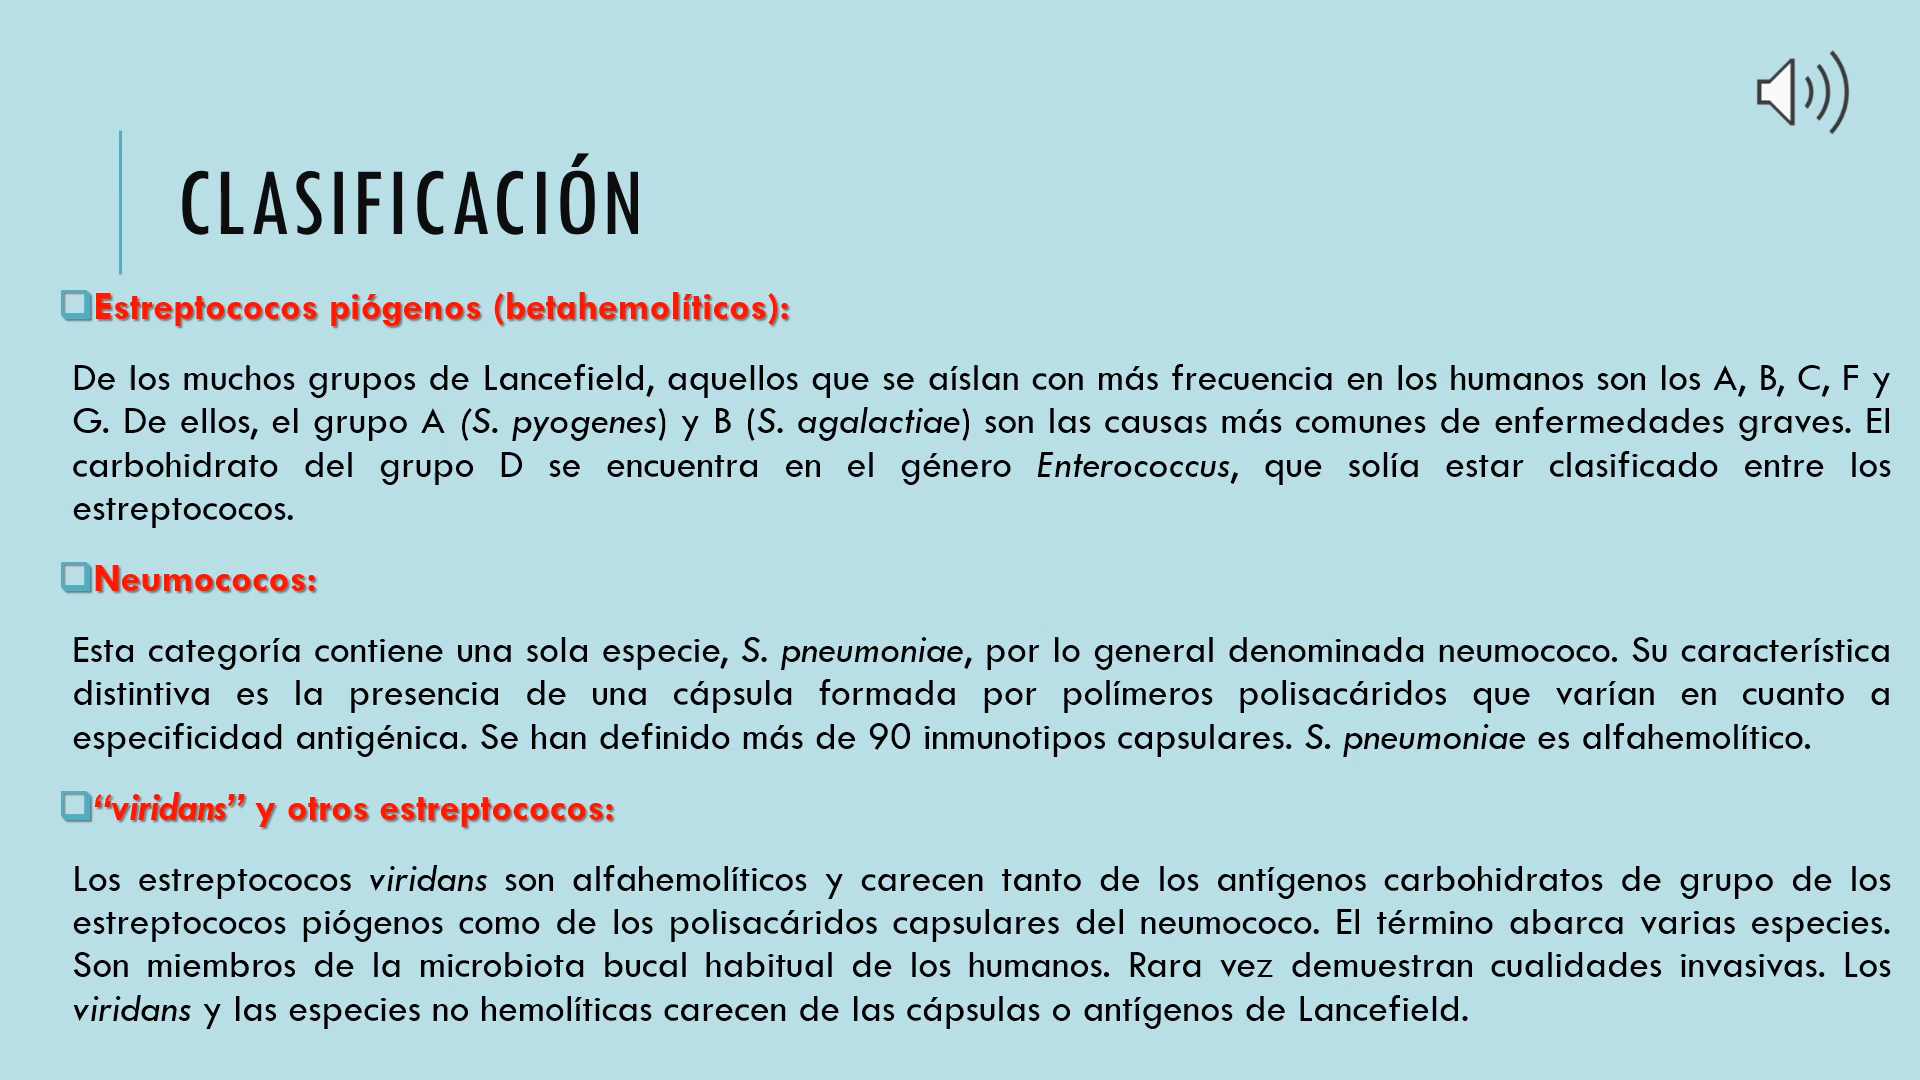 CLASIFICACIÓN
Estreptococos piógenos (betahemolíticos):
De los muchos grupos de Lancefield, aquellos que se aíslan con más frecuencia en los humanos son los A, B, C, F y
G. De ellos, el grupo A (S. pyogenes) y B (S. agalactiae) son las causas más comunes de enfermedades graves. El
carbohidrato del grupo D se encuentra en el género Enterococcus, que solía estar clasificado entre los
estreptococos.
Neumococos:
Esta categoría contiene una sola especie, S. pneumoniae, por lo general denominada neumococo. Su característica
distintiva es la presencia de una cápsula formada por polímeros polisacáridos que varían en cuanto a
especificidad antigénica. Se han definido más de 90 inmunotipos capsulares. S. pneumoniae es alfahemolítico.
“viridans” y otros estreptococos:
Los estreptococos viridans son alfahemolíticos y carecen tanto de los antígenos carbohidratos de grupo de los
estreptococos piógenos como de los polisacáridos capsulares del neumococo. El término abarca varias especies.
Son miembros de la microbiota bucal habitual de los humanos. Rara vez demuestran cualidades invasivas. Los
viridans y las especies no hemolíticas carecen de las cápsulas o antígenos de Lancefield.